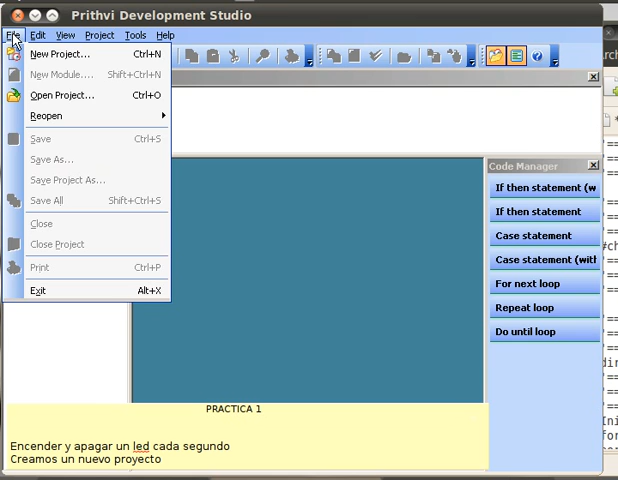 Prithvi Development Studio
File Edit View Project Tools Help
New Project... Ctrl+N
New Module.... Shift+Ctrl+N
Open Project... Ctrl+O
Reopen
Save Ctrl+S
Save As...
Save Project As...
Save All Shift+Ctrl+S
Close
Close Project
Print Ctrl+P
Exit Alt+X
Code Manager
If then statement (w
If then statement
Case statement
Case statement (with
For next loop
Repeat loop
Do until loop
PRACTICA 1
Encender y apagar un led cada segundo
Creamos un nuevo proyecto